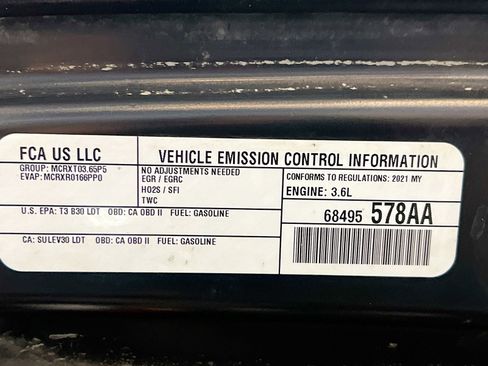 FCA US LLC
VEHICLE EMISSION CONTROL INFORMATION
GROUP: MCRXT03.65P5
EVAP: MCRXR0166PP0
NO ADJUSTMENTS NEEDED
EGR / EGRC
HO2S / SFI
TWC
CONFORMS TO REGULATIONS: 2021 MY
ENGINE: 3.6L
U.S. EPA: T3 B30 LDT OBD: CA OBD II FUEL: GASOLINE
68495 578AA
CA: SULEV30 LDT OBD: CA OBD II FUEL: GASOLINE